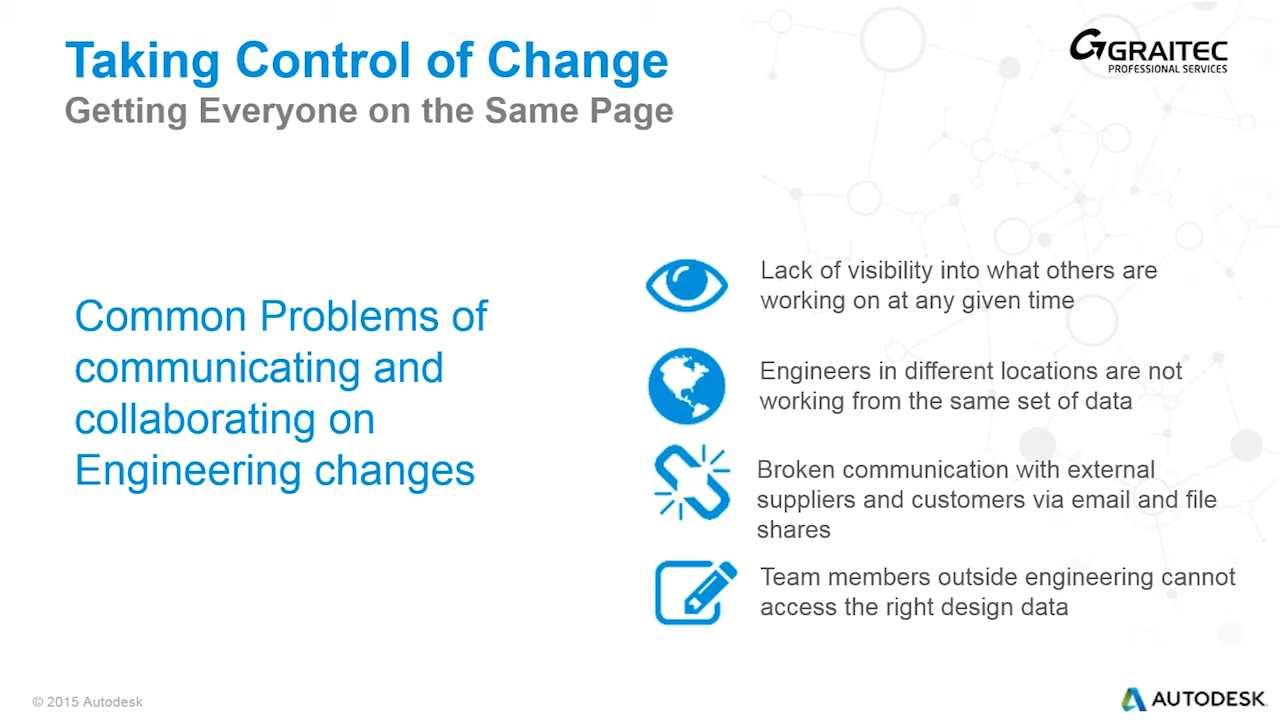 Taking Control of Change
Getting Everyone on the Same Page
GRAITEC
PROFESSIONAL SERVICES
Common Problems of
communicating and
collaborating on
Engineering changes
Lack of visibility into what others are
working on at any given time
Engineers in different locations are not
working from the same set of data
Broken communication with external
suppliers and customers via email and file
shares
Team members outside engineering cannot
access the right design data
© 2015 Autodesk
AUTODESK.